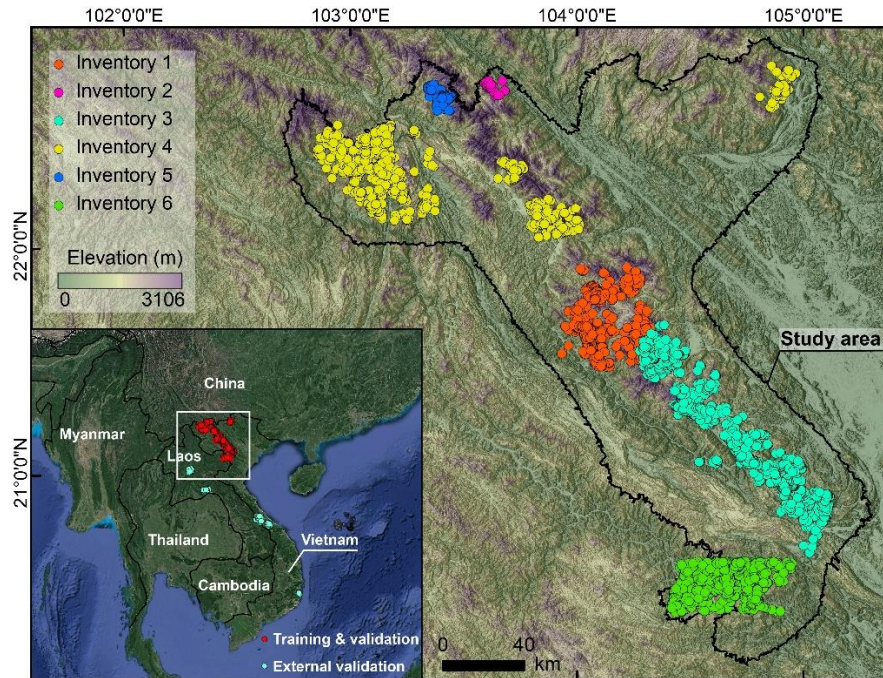 102°0'0"E
103°0'0"E
104°0'0"E
105°0'0"E
Inventory 1
Inventory 2
Inventory 3
Inventory 4
Inventory 5
Inventory 6
Elevation (m)
0
3106
22°0'0"N
21°0'0"N
Study area
China
Myanmar
Laos
Thailand
Vietnam
Cambodia
Training & validation
External validation
0
40
km